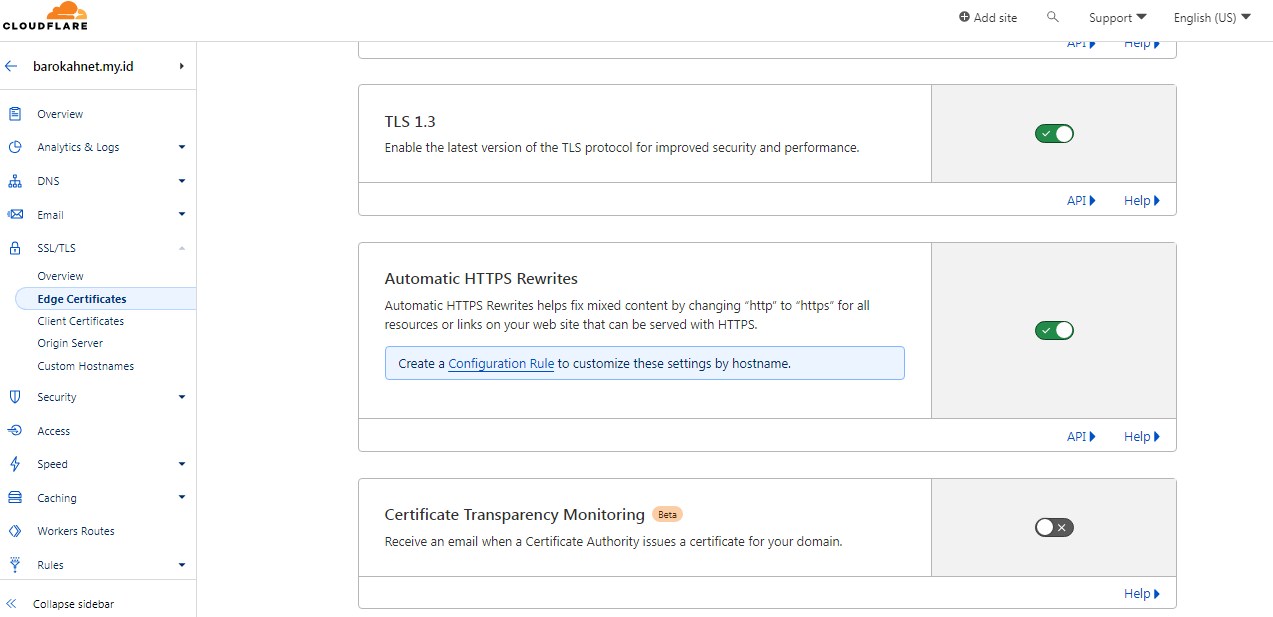 CLOUDFLARE
Add site
Support
English (US)
barokahnet.my.id
Overview
Analytics & Logs
DNS
Email
SSL/TLS
Overview
Edge Certificates
Client Certificates
Origin Server
Custom Hostnames
Security
Access
Speed
Caching
Workers Routes
Rules
Collapse sidebar
API Help
TLS 1.3
Enable the latest version of the TLS protocol for improved security and performance.
API Help
Automatic HTTPS Rewrites
Automatic HTTPS Rewrites helps fix mixed content by changing “http” to “https” for all
resources or links on your web site that can be served with HTTPS.
Create a Configuration Rule to customize these settings by hostname.
API Help
Certificate Transparency Monitoring Beta
Receive an email when a Certificate Authority issues a certificate for your domain.
Help